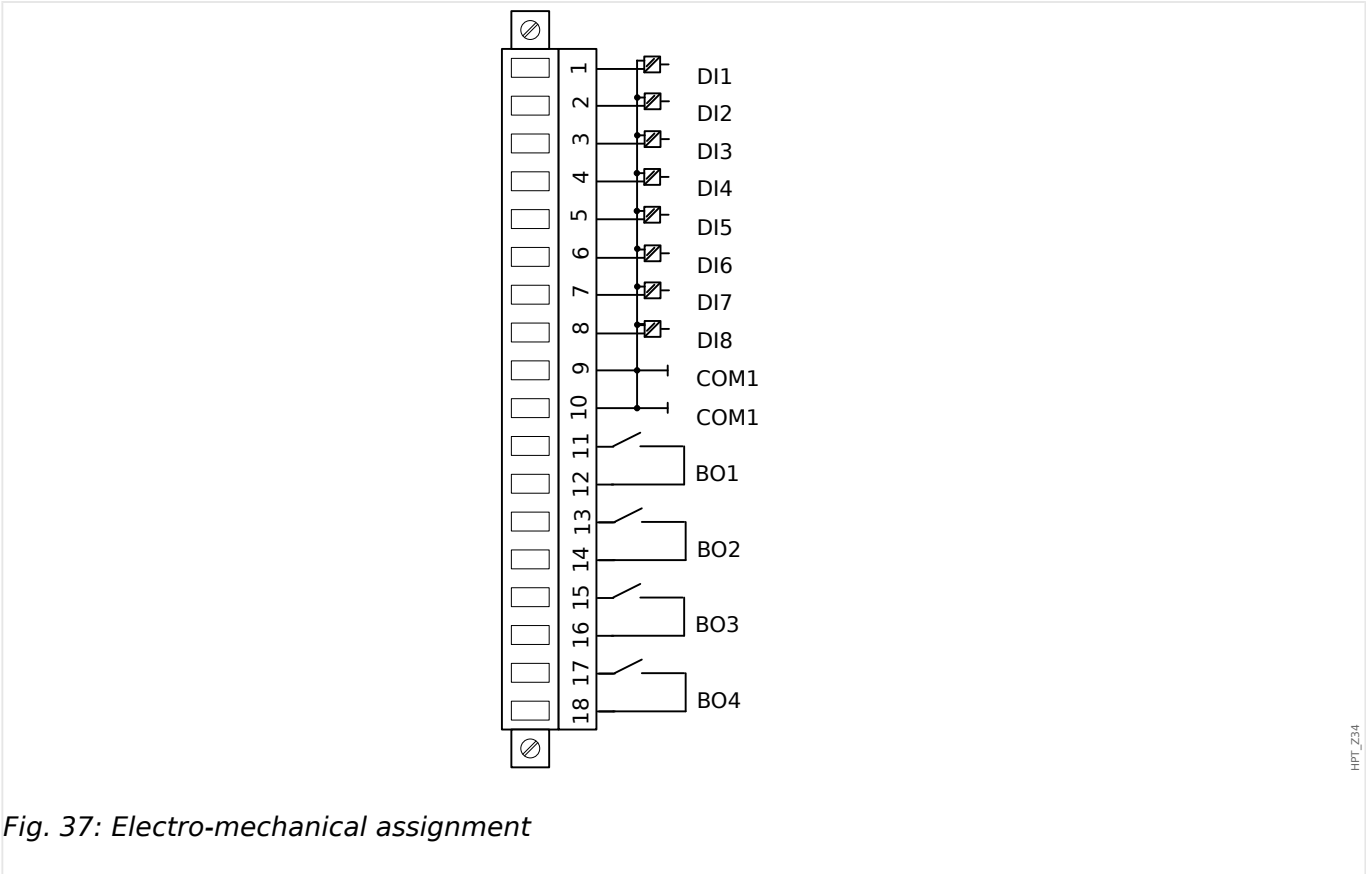 1 DI1
2 DI2
3 DI3
4 DI4
5 DI5
6 DI6
7 DI7
8 DI8
9 COM1
10 COM1
11
BO1
12
13
BO2
14
15
BO3
16
17
BO4
18
HPT_Z34
Fig. 37: Electro-mechanical assignment